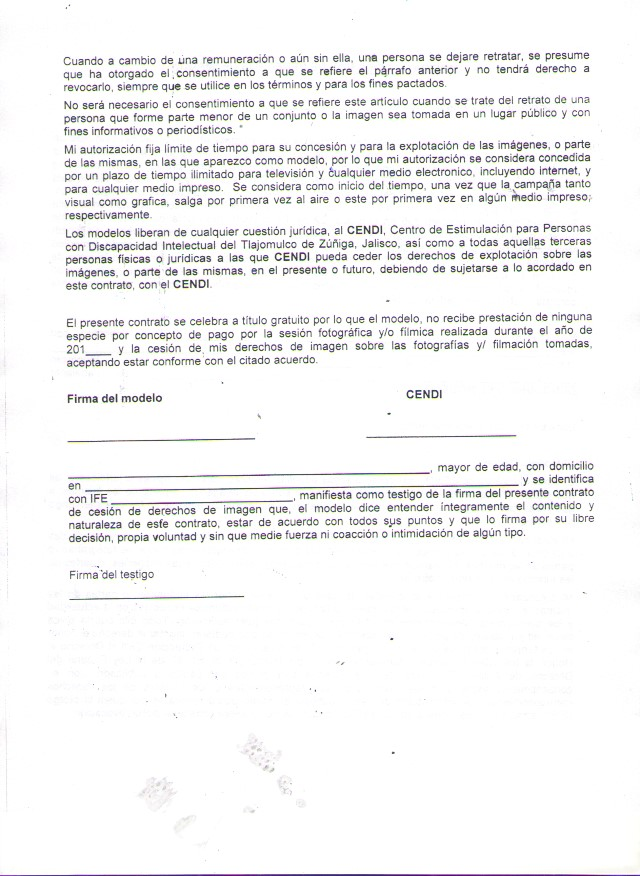 Cuando a cambio de una remuneración o aún sin ella, una persona se dejare retratar, se presume
que ha otorgado el consentimiento a que se refiere el párrafo anterior y no tendrá derecho a
revocarlo, siempre que se utilice en los términos y para los fines pactados.
No será necesario el consentimiento a que se refiere este artículo cuando se trate del retrato de una
persona que forme parte menor de un conjunto o la imagen sea tomada en un lugar público y con
fines informativos o periodísticos. "
Mi autorización fija límite de tiempo para su concesión y para la explotación de las imágenes, o parte
de las mismas, en las que aparezco como modelo, por lo que mi autorización se considera concedida
por un plazo de tiempo ilimitado para televisión y cualquier medio electronico, incluyendo internet, y
para cualquier medio impreso. Se considera como inicio del tiempo, una vez que la campaña tanto
visual como grafica, salga por primera vez al aire o este por primera vez en algún medio impreso,
respectivamente.
Los modelos liberan de cualquier cuestión jurídica, al CENDI, Centro de Estimulación para Personas
con Discapacidad Intelectual del Tlajomulco de Zúñiga, Jalisco, así como a todas aquellas terceras
personas físicas o jurídicas a las que CENDI pueda ceder los derechos de explotación sobre las
imágenes, o parte de las mismas, en el presente o futuro, debiendo de sujetarse a lo acordado en
este contrato, con el CENDI.
El presente contrato se celebra a título gratuito por lo que el modelo, no recibe prestación de ninguna
especie por concepto de pago por la sesión fotográfica y/o fílmica realizada durante el año de
201____ y la cesión de mis derechos de imagen sobre las fotografías y/ filmación tomadas,
aceptando estar conforme con el citado acuerdo.
Firma del modelo CENDI
, mayor de edad, con domicilio
en y se identifica
con IFE , manifiesta como testigo de la firma del presente contrato
de cesión de derechos de imagen que, el modelo dice entender íntegramente el contenido y
naturaleza de este contrato, estar de acuerdo con todos sus puntos y que lo firma por su libre
decisión, propia voluntad y sin que medie fuerza ni coacción o intimidación de algún tipo.
Firma del testigo